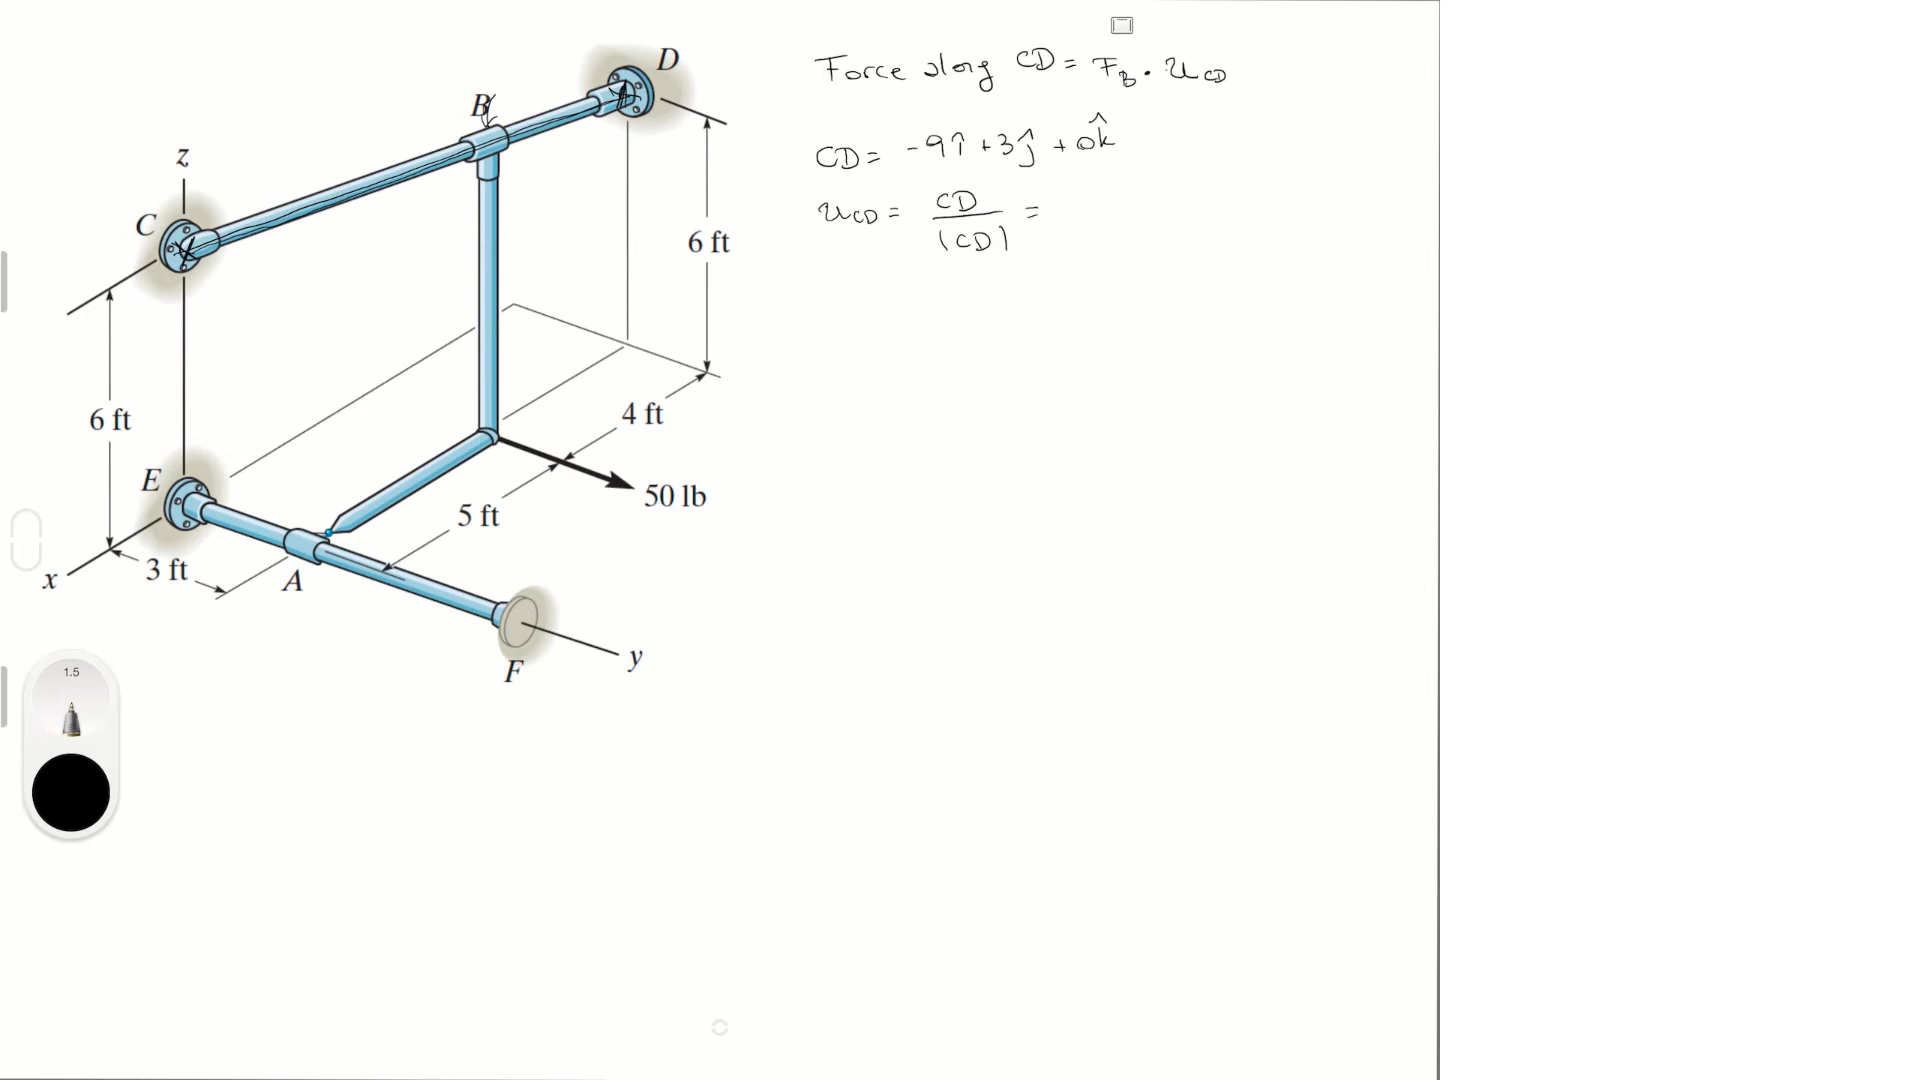 D
B
z
C
6 ft
6 ft
4 ft
E
50 lb
5 ft
3 ft
x
A
y
F
1.5
Force along CD = F_B · u_CD
CD = -9î + 3ĵ + 0k̂
u_CD = CD / |CD| =